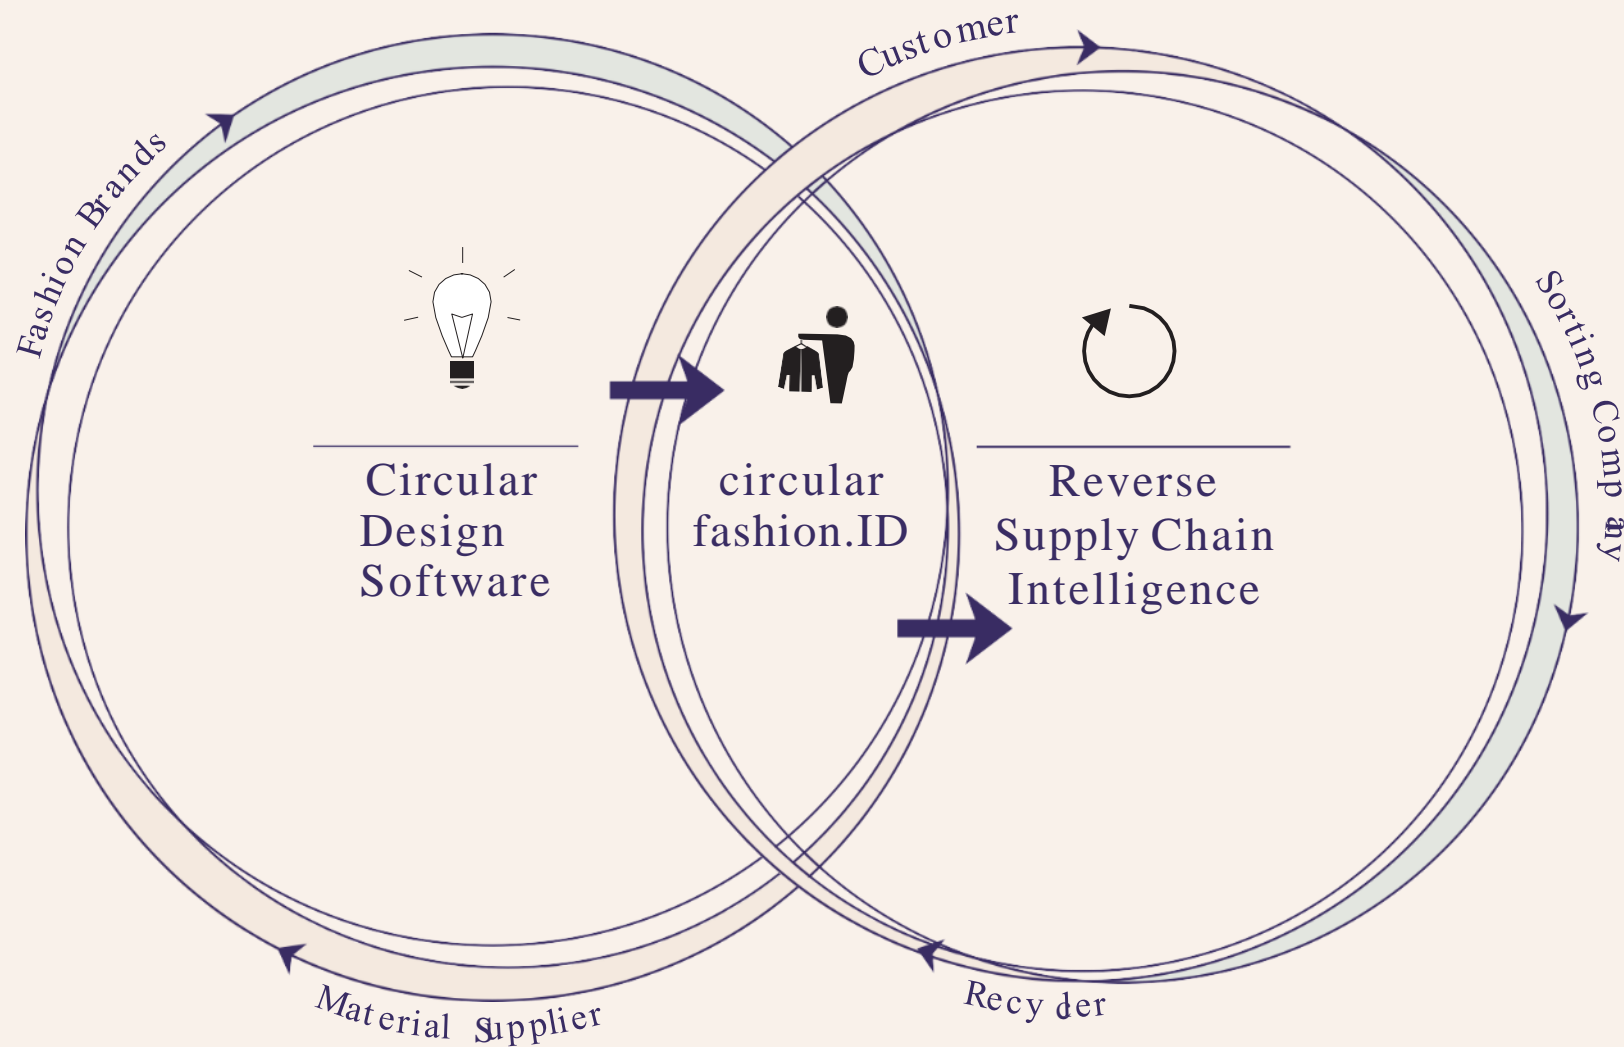 Customer
Fashion Brands
Sorting Company
Circular
Design
Software
circular
fashion.ID
Reverse
Supply Chain
Intelligence
Material Supplier
Recycler